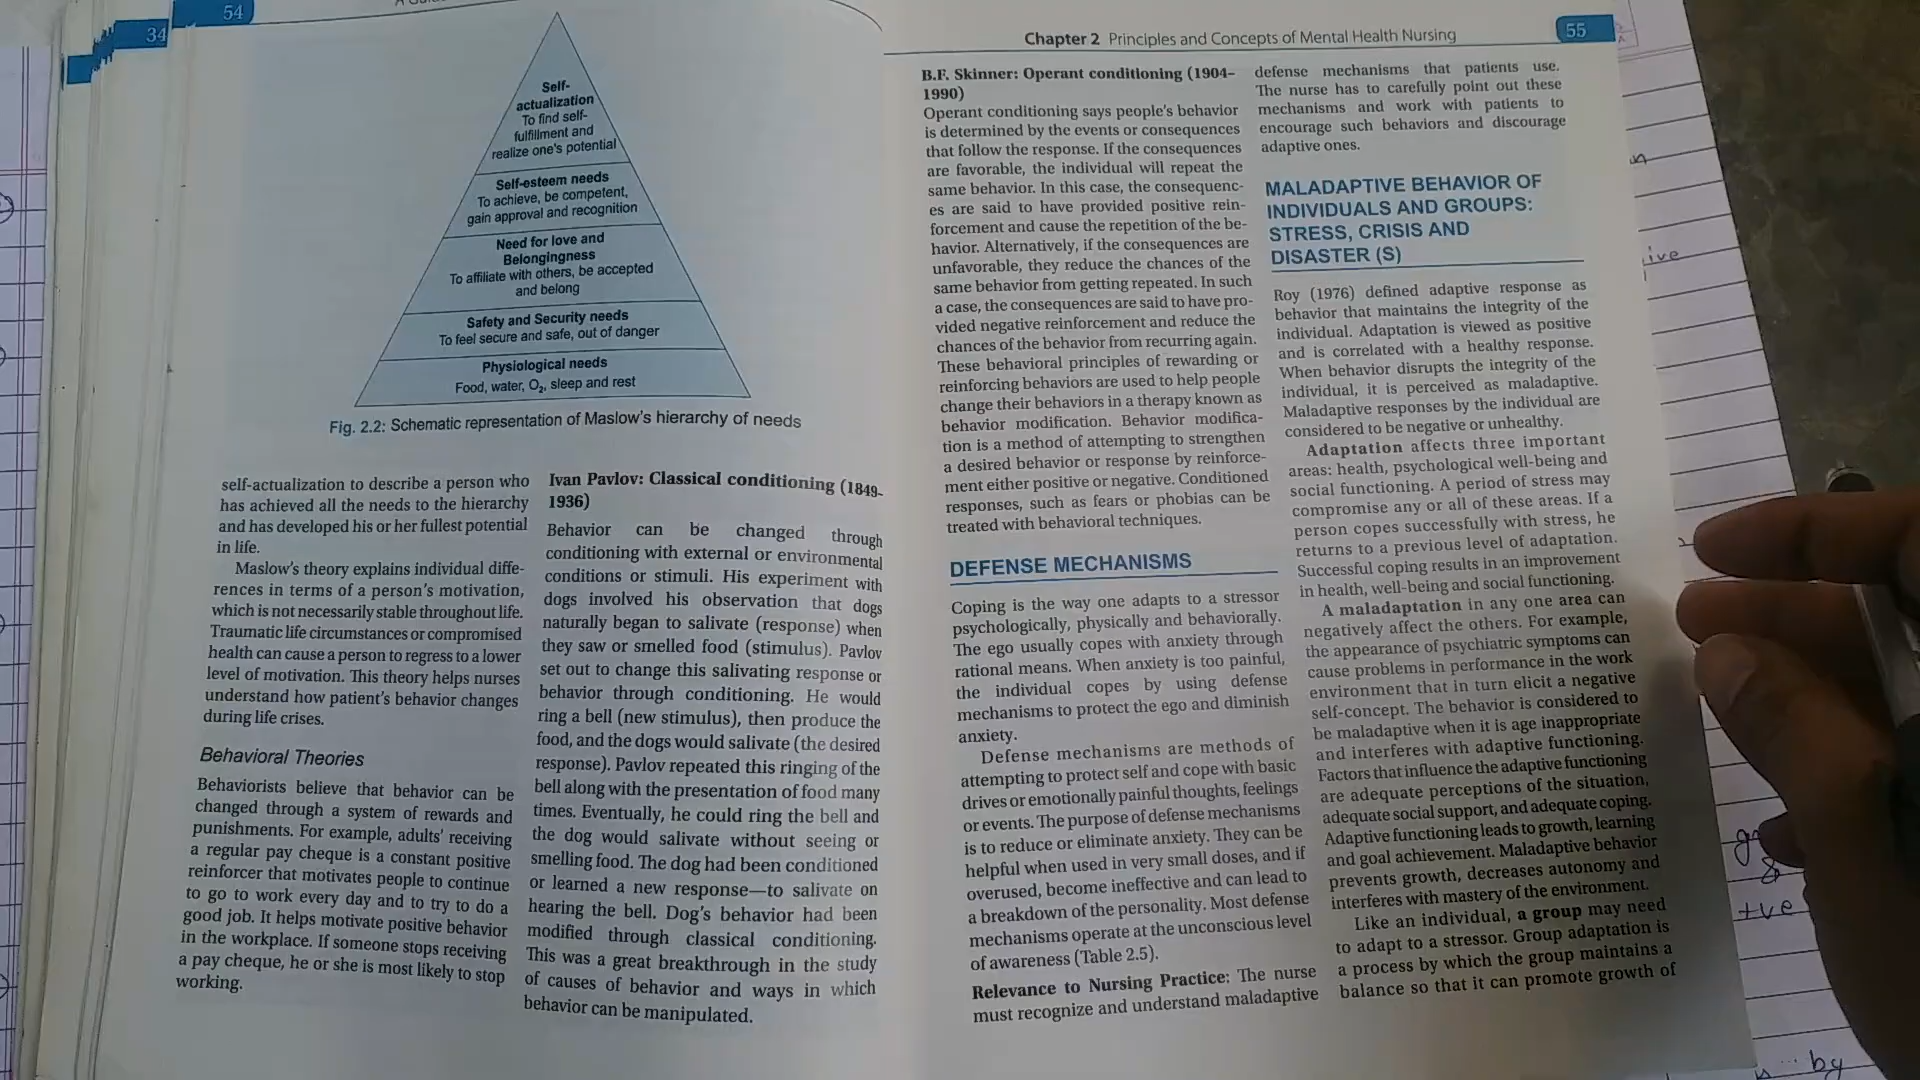 54
34
Self-
actualization
To find self-
fulfillment and
realize one's potential
Self-esteem needs
To achieve, be competent,
gain approval and recognition
Need for love and
Belongingness
To affiliate with others, be accepted
and belong
Safety and Security needs
To feel secure and safe, out of danger
Physiological needs
Food, water, O₂, sleep and rest
Fig. 2.2: Schematic representation of Maslow's hierarchy of needs
self-actualization to describe a person who
has achieved all the needs to the hierarchy
and has developed his or her fullest potential
in life.
Maslow's theory explains individual diffe-
rences in terms of a person's motivation,
which is not necessarily stable throughout life.
Traumatic life circumstances or compromised
health can cause a person to regress to a lower
level of motivation. This theory helps nurses
understand how patient's behavior changes
during life crises.
Behavioral Theories
Behaviorists believe that behavior can be
changed through a system of rewards and
punishments. For example, adults' receiving
a regular pay cheque is a constant positive
reinforcer that motivates people to continue
to go to work every day and to try to do a
good job. It helps motivate positive behavior
in the workplace. If someone stops receiving
a pay cheque, he or she is most likely to stop
working.
Ivan Pavlov: Classical conditioning (1849-
1936)
Behavior can be changed through
conditioning with external or environmental
conditions or stimuli. His experiment with
dogs involved his observation that dogs
naturally began to salivate (response) when
they saw or smelled food (stimulus). Pavlov
set out to change this salivating response or
behavior through conditioning. He would
ring a bell (new stimulus), then produce the
food, and the dogs would salivate (the desired
response). Pavlov repeated this ringing of the
bell along with the presentation of food many
times. Eventually, he could ring the bell and
the dog would salivate without seeing or
smelling food. The dog had been conditioned
or learned a new response—to salivate on
hearing the bell. Dog's behavior had been
modified through classical conditioning.
This was a great breakthrough in the study
of causes of behavior and ways in which
behavior can be manipulated.
Chapter 2 Principles and Concepts of Mental Health Nursing
55
B.F. Skinner: Operant conditioning (1904–
1990)
Operant conditioning says people's behavior
is determined by the events or consequences
that follow the response. If the consequences
are favorable, the individual will repeat the
same behavior. In this case, the consequenc-
es are said to have provided positive rein-
forcement and cause the repetition of the be-
havior. Alternatively, if the consequences are
unfavorable, they reduce the chances of the
same behavior from getting repeated. In such
a case, the consequences are said to have pro-
vided negative reinforcement and reduce the
chances of the behavior from recurring again.
These behavioral principles of rewarding or
reinforcing behaviors are used to help people
change their behaviors in a therapy known as
behavior modification. Behavior modifica-
tion is a method of attempting to strengthen
a desired behavior or response by reinforce-
ment either positive or negative. Conditioned
responses, such as fears or phobias can be
treated with behavioral techniques.
DEFENSE MECHANISMS
Coping is the way one adapts to a stressor
psychologically, physically and behaviorally.
The ego usually copes with anxiety through
rational means. When anxiety is too painful,
the individual copes by using defense
mechanisms to protect the ego and diminish
anxiety.
Defense mechanisms are methods of
attempting to protect self and cope with basic
drives or emotionally painful thoughts, feelings
or events. The purpose of defense mechanisms
is to reduce or eliminate anxiety. They can be
helpful when used in very small doses, and if
overused, become ineffective and can lead to
a breakdown of the personality. Most defense
mechanisms operate at the unconscious level
of awareness (Table 2.5).
Relevance to Nursing Practice: The nurse
must recognize and understand maladaptive
defense mechanisms that patients use.
The nurse has to carefully point out these
mechanisms and work with patients to
encourage such behaviors and discourage
adaptive ones.
MALADAPTIVE BEHAVIOR OF
INDIVIDUALS AND GROUPS:
STRESS, CRISIS AND
DISASTER (S)
Roy (1976) defined adaptive response as
behavior that maintains the integrity of the
individual. Adaptation is viewed as positive
and is correlated with a healthy response.
When behavior disrupts the integrity of the
individual, it is perceived as maladaptive.
Maladaptive responses by the individual are
considered to be negative or unhealthy.
Adaptation affects three important
areas: health, psychological well-being and
social functioning. A period of stress may
compromise any or all of these areas. If a
person copes successfully with stress, he
returns to a previous level of adaptation.
Successful coping results in an improvement
in health, well-being and social functioning.
A maladaptation in any one area can
negatively affect the others. For example,
the appearance of psychiatric symptoms can
cause problems in performance in the work
environment that in turn elicit a negative
self-concept. The behavior is considered to
be maladaptive when it is age inappropriate
and interferes with adaptive functioning.
Factors that influence the adaptive functioning
are adequate perceptions of the situation,
adequate social support, and adequate coping.
Adaptive functioning leads to growth, learning
and goal achievement. Maladaptive behavior
prevents growth, decreases autonomy and
interferes with mastery of the environment.
Like an individual, a group may need
to adapt to a stressor. Group adaptation is
a process by which the group maintains a
balance so that it can promote growth of
ive
&
+ve
by